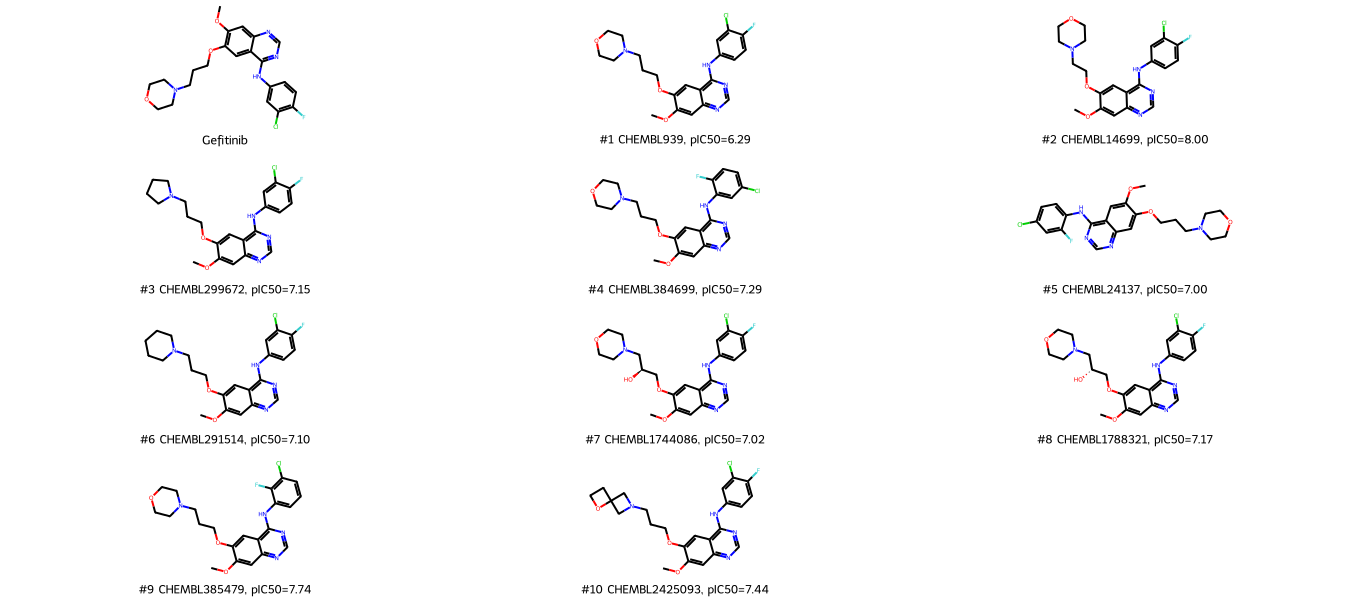 Gefitinib
#1 CHEMBL939, pIC50=6.29
#2 CHEMBL14699, pIC50=8.00
#3 CHEMBL299672, pIC50=7.15
#4 CHEMBL384699, pIC50=7.29
#5 CHEMBL24137, pIC50=7.00
#6 CHEMBL291514, pIC50=7.10
#7 CHEMBL1744086, pIC50=7.02
#8 CHEMBL1788321, pIC50=7.17
#9 CHEMBL385479, pIC50=7.74
#10 CHEMBL2425093, pIC50=7.44